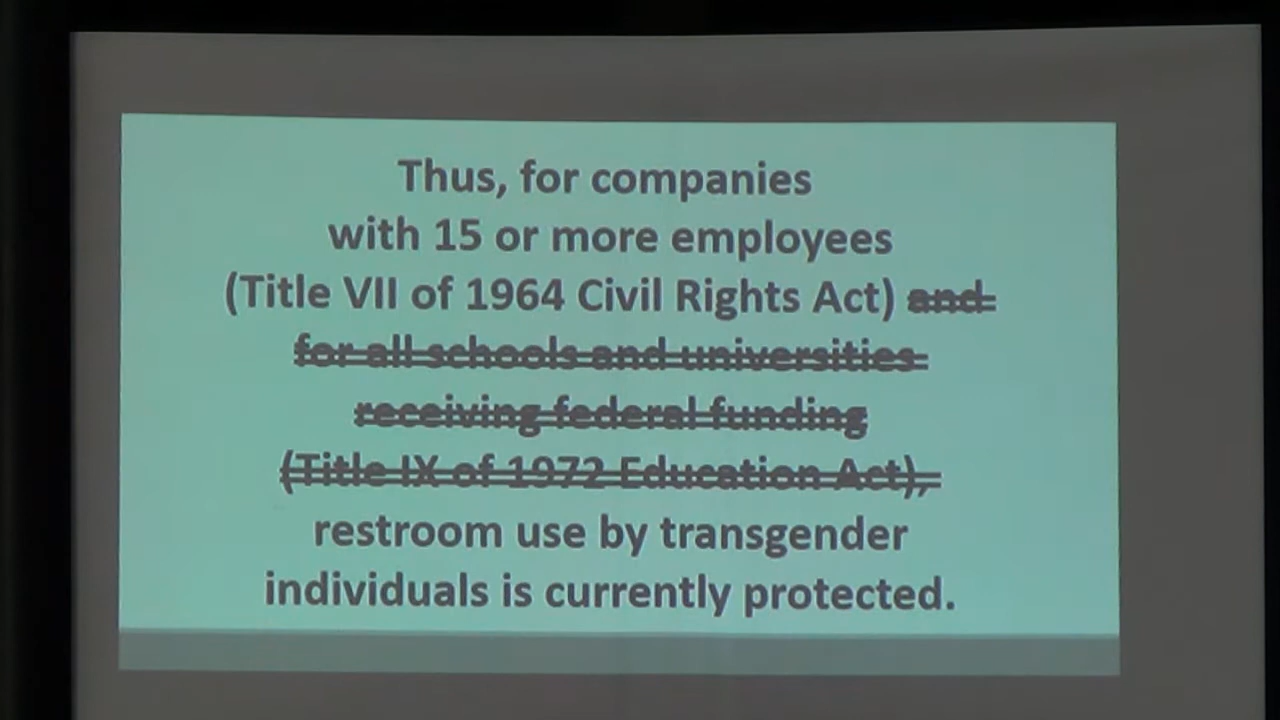 Thus, for companies
with 15 or more employees
(Title VII of 1964 Civil Rights Act) and
for all schools and universities
receiving federal funding
(Title IX of 1972 Education Act),
restroom use by transgender
individuals is currently protected.